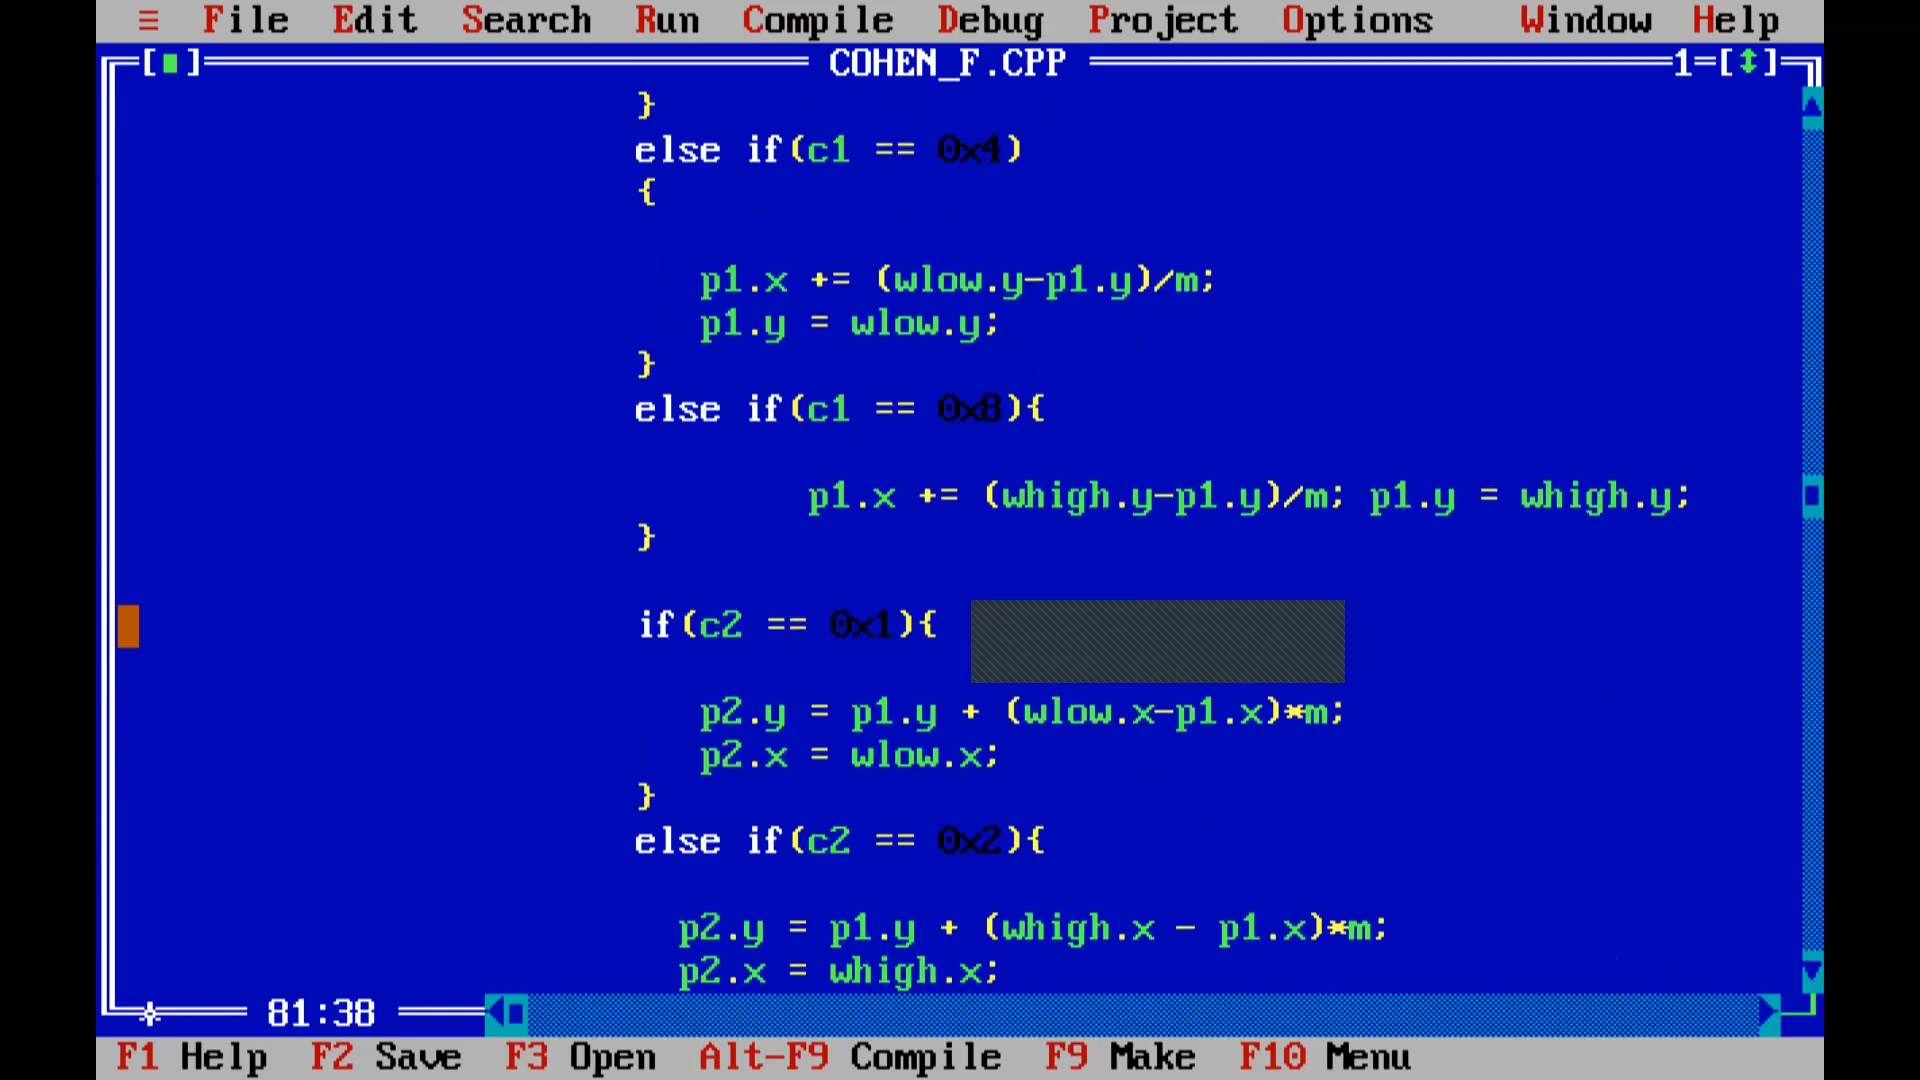 ≡ File Edit Search Run Compile Debug Project Options Window Help
[■] COHEN_F.CPP 1=[↕]
}
else if(c1 == 0x4)
{
p1.x += (wlow.y-p1.y)/m;
p1.y = wlow.y;
}
else if(c1 == 0x8){
p1.x += (whigh.y-p1.y)/m; p1.y = whigh.y;
}
if(c2 == 0x1){
p2.y = p1.y + (wlow.x-p1.x)*m;
p2.x = wlow.x;
}
else if(c2 == 0x2){
p2.y = p1.y + (whigh.x - p1.x)*m;
p2.x = whigh.x;
81:38
F1 Help F2 Save F3 Open Alt-F9 Compile F9 Make F10 Menu